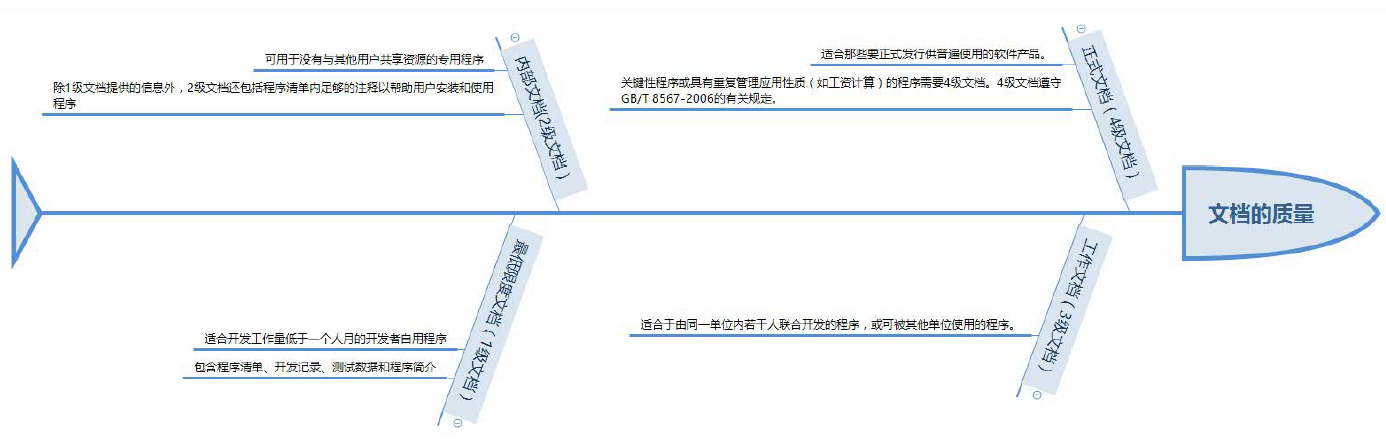 可用于没有与其他用户共享资源的专用程序
除1级文档提供的信息外，2级文档还包括程序清单内足够的注释以帮助用户安装和使用
程序
内部文档(2级文档）
适合那些要正式发行供普遍使用的软件产品。
关键性程序或具有重复管理应用性质（如工资计算）的程序需要4级文档。4级文档遵守
GB/T 8567-2006的有关规定。
正式文档（4级文档）
文档的质量
适合开发工作量低于一个人月的开发者自用程序
包含程序清单、开发记录、测试数据和程序简介
最低限度文档（1级文档）
适合于由同一单位内若干人联合开发的程序，或可被其他单位使用的程序。
工作文档（3级文档）